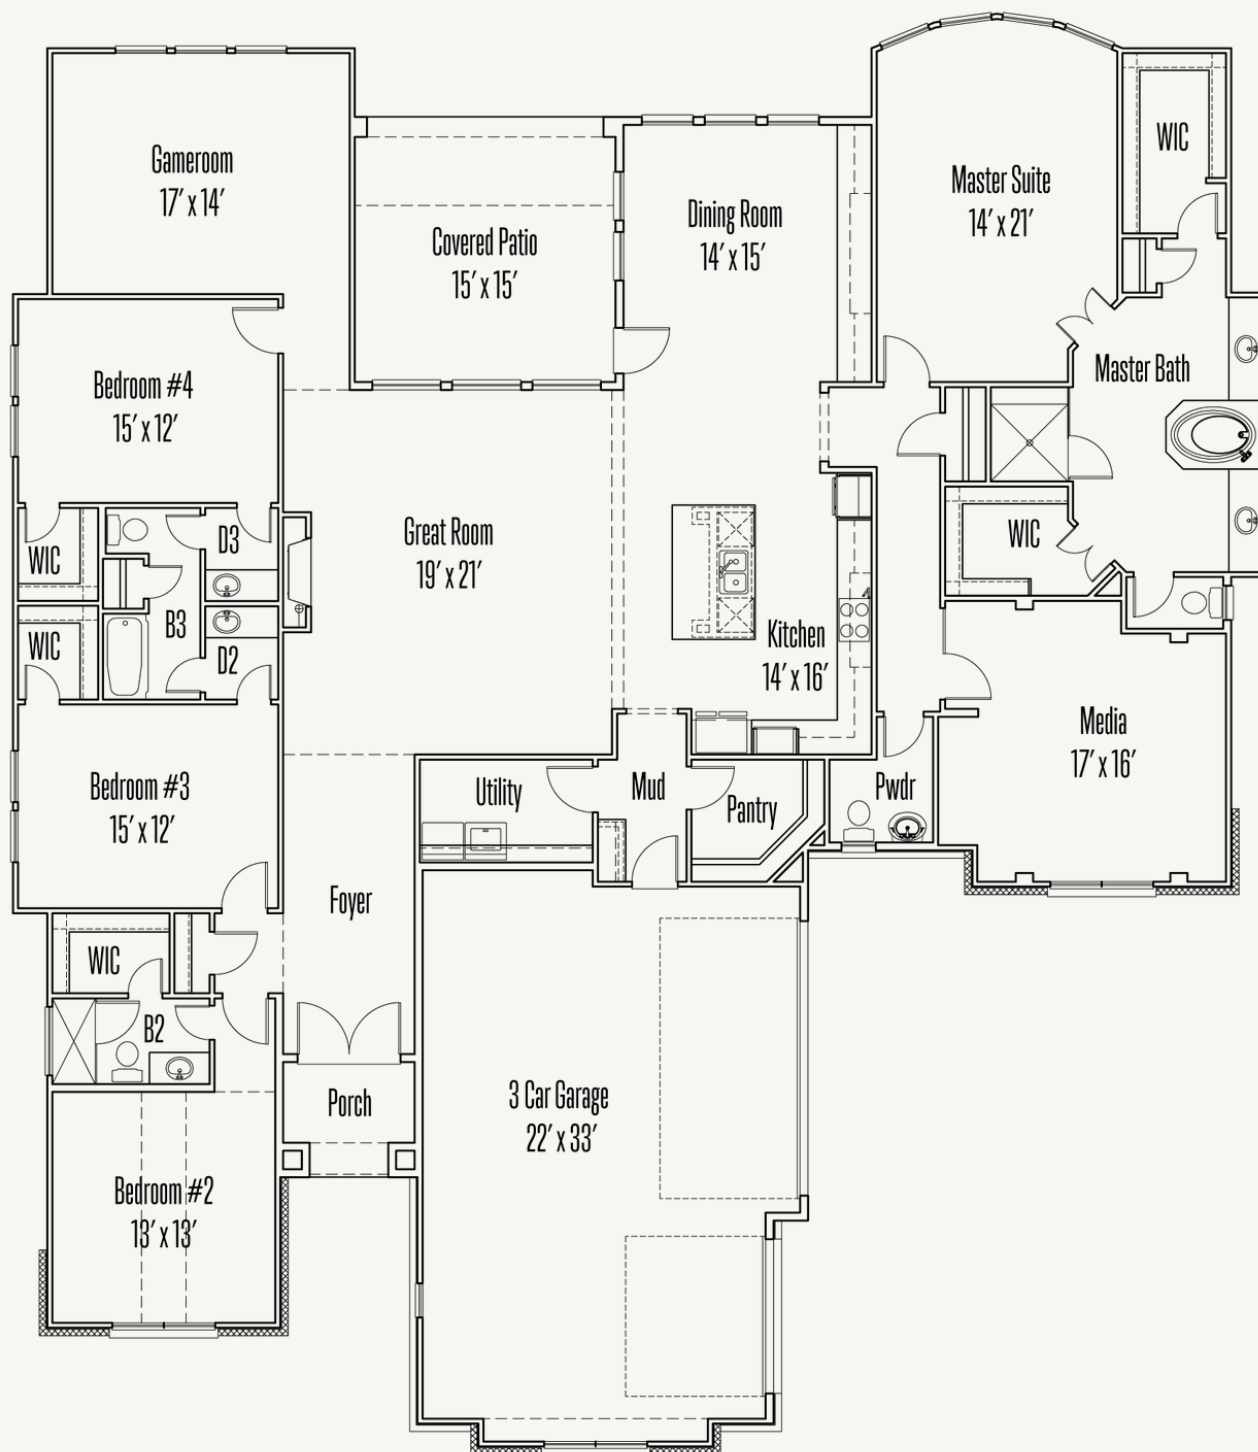 Gameroom
17' x 14'
Covered Patio
15' x 15'
Dining Room
14' x 15'
Master Suite
14' x 21'
WIC
Master Bath
Bedroom #4
15' x 12'
WIC
D3
Great Room
19' x 21'
WIC
WIC
B3
D2
Kitchen
14' x 16'
Media
17' x 16'
Bedroom #3
15' x 12'
Utility
Mud
Pantry
Pwdr
Foyer
WIC
B2
Porch
3 Car Garage
22' x 33'
Bedroom #2
13' x 13'